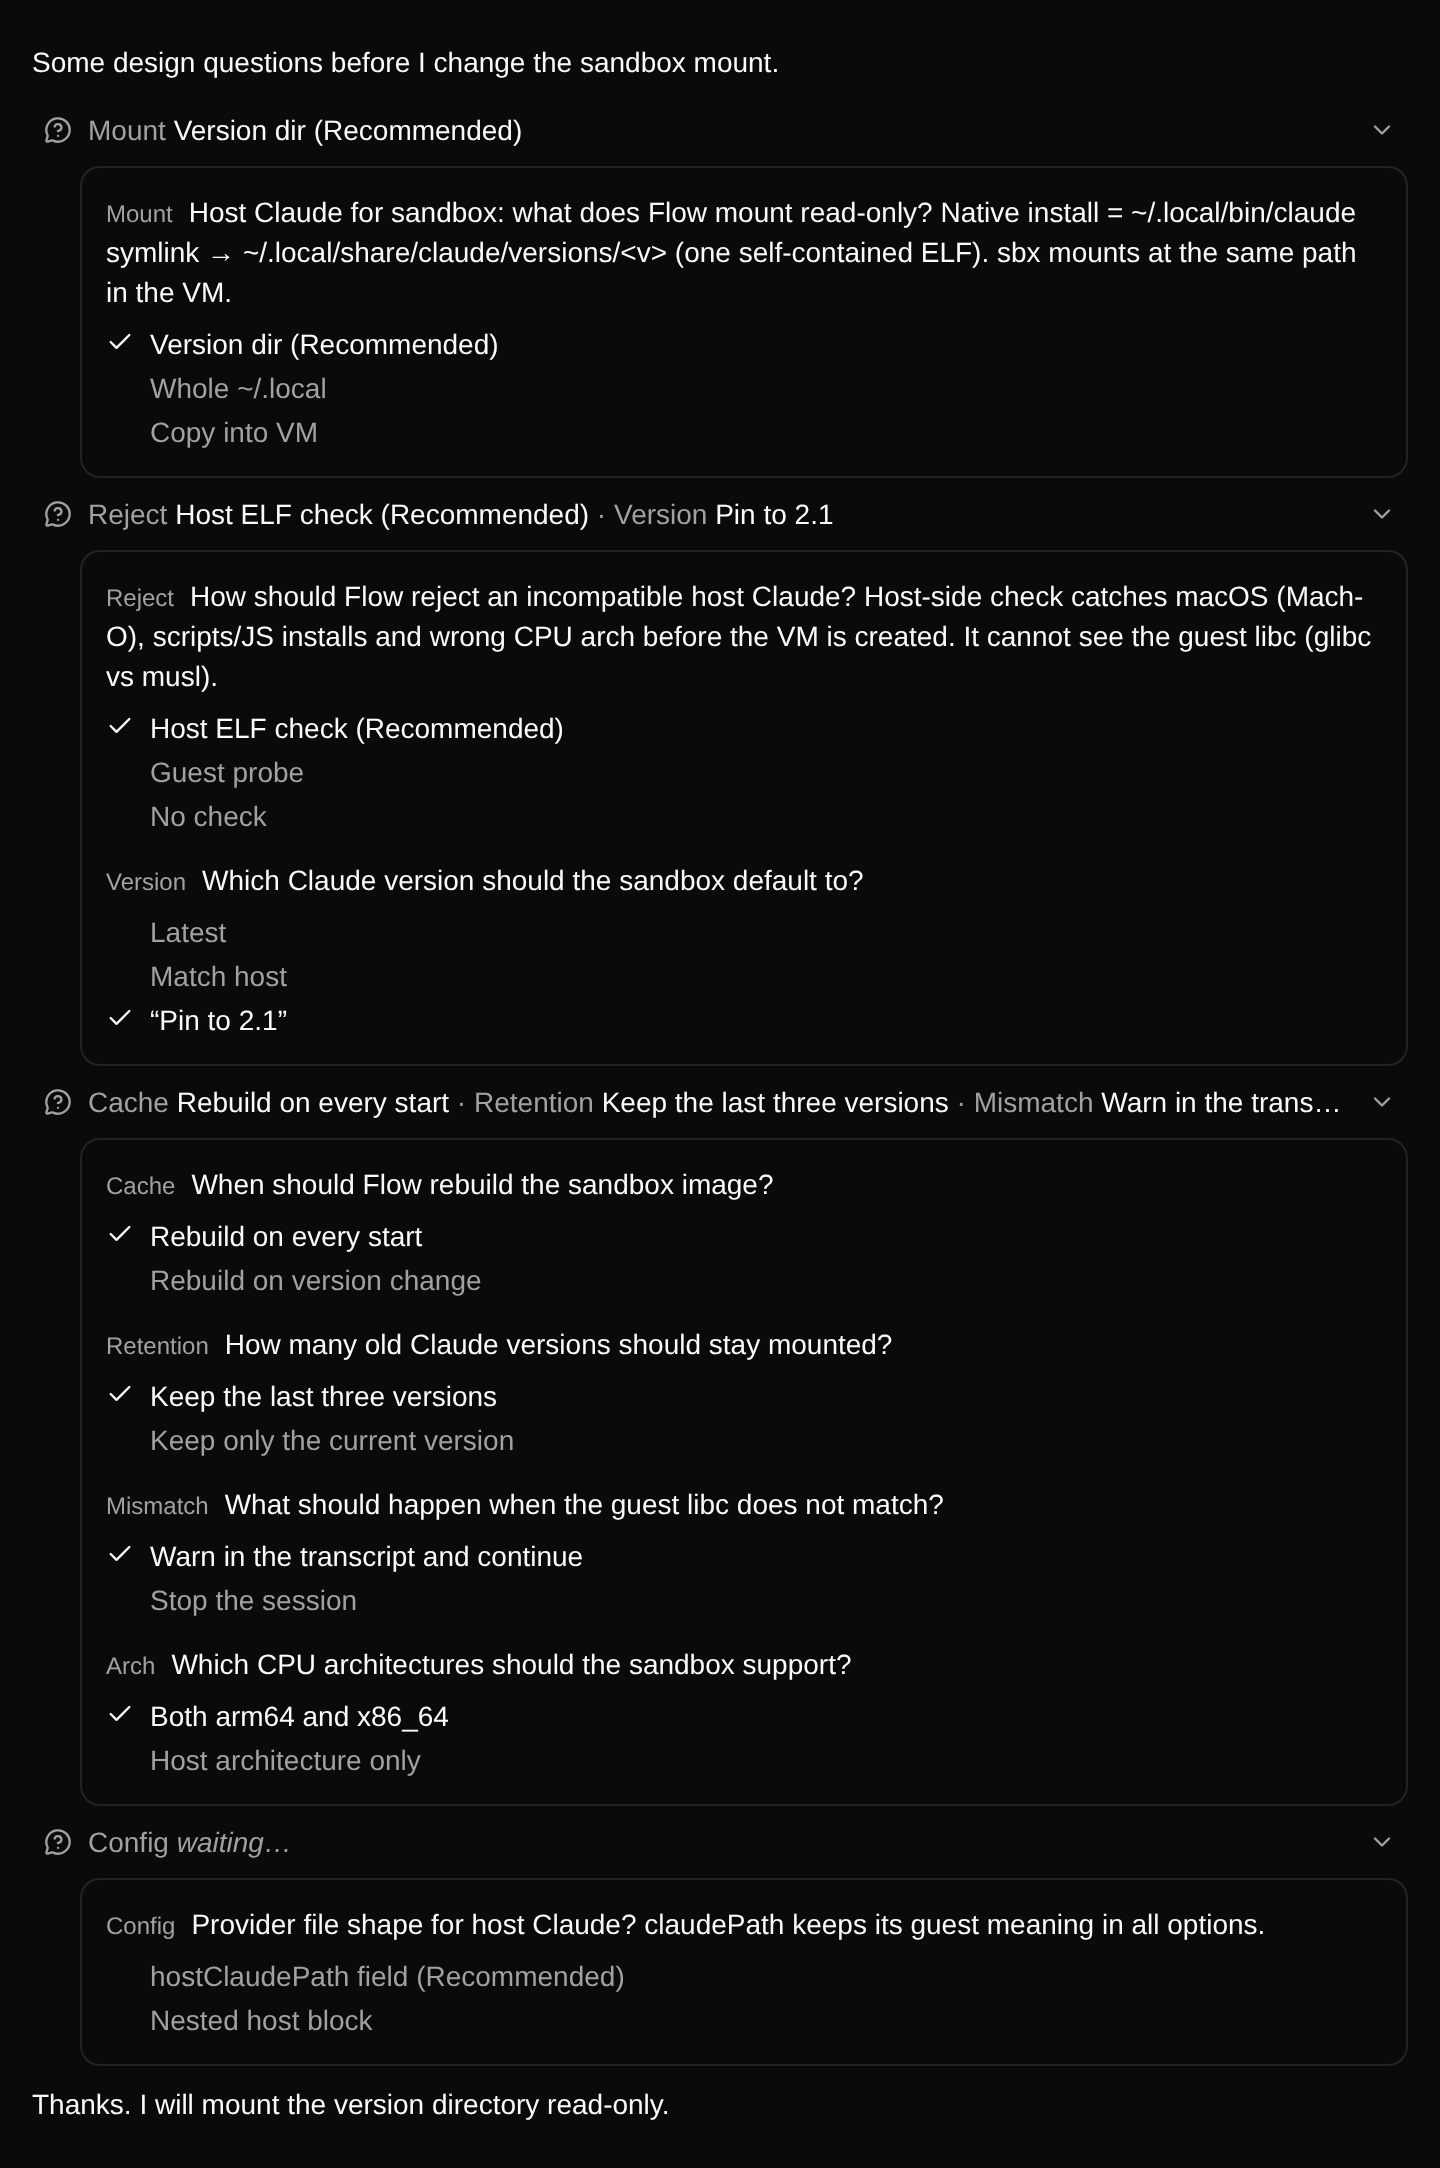 Some design questions before I change the sandbox mount.
Mount Version dir (Recommended)
Mount Host Claude for sandbox: what does Flow mount read-only? Native install = ~/.local/bin/claude
symlink → ~/.local/share/claude/versions/<v> (one self-contained ELF). sbx mounts at the same path
in the VM.
Version dir (Recommended)
Whole ~/.local
Copy into VM
Reject Host ELF check (Recommended) · Version Pin to 2.1
Reject How should Flow reject an incompatible host Claude? Host-side check catches macOS (Mach-
O), scripts/JS installs and wrong CPU arch before the VM is created. It cannot see the guest libc (glibc
vs musl).
Host ELF check (Recommended)
Guest probe
No check
Version Which Claude version should the sandbox default to?
Latest
Match host
“Pin to 2.1”
Cache Rebuild on every start · Retention Keep the last three versions · Mismatch Warn in the trans…
Cache When should Flow rebuild the sandbox image?
Rebuild on every start
Rebuild on version change
Retention How many old Claude versions should stay mounted?
Keep the last three versions
Keep only the current version
Mismatch What should happen when the guest libc does not match?
Warn in the transcript and continue
Stop the session
Arch Which CPU architectures should the sandbox support?
Both arm64 and x86_64
Host architecture only
Config waiting…
Config Provider file shape for host Claude? claudePath keeps its guest meaning in all options.
hostClaudePath field (Recommended)
Nested host block
Thanks. I will mount the version directory read-only.